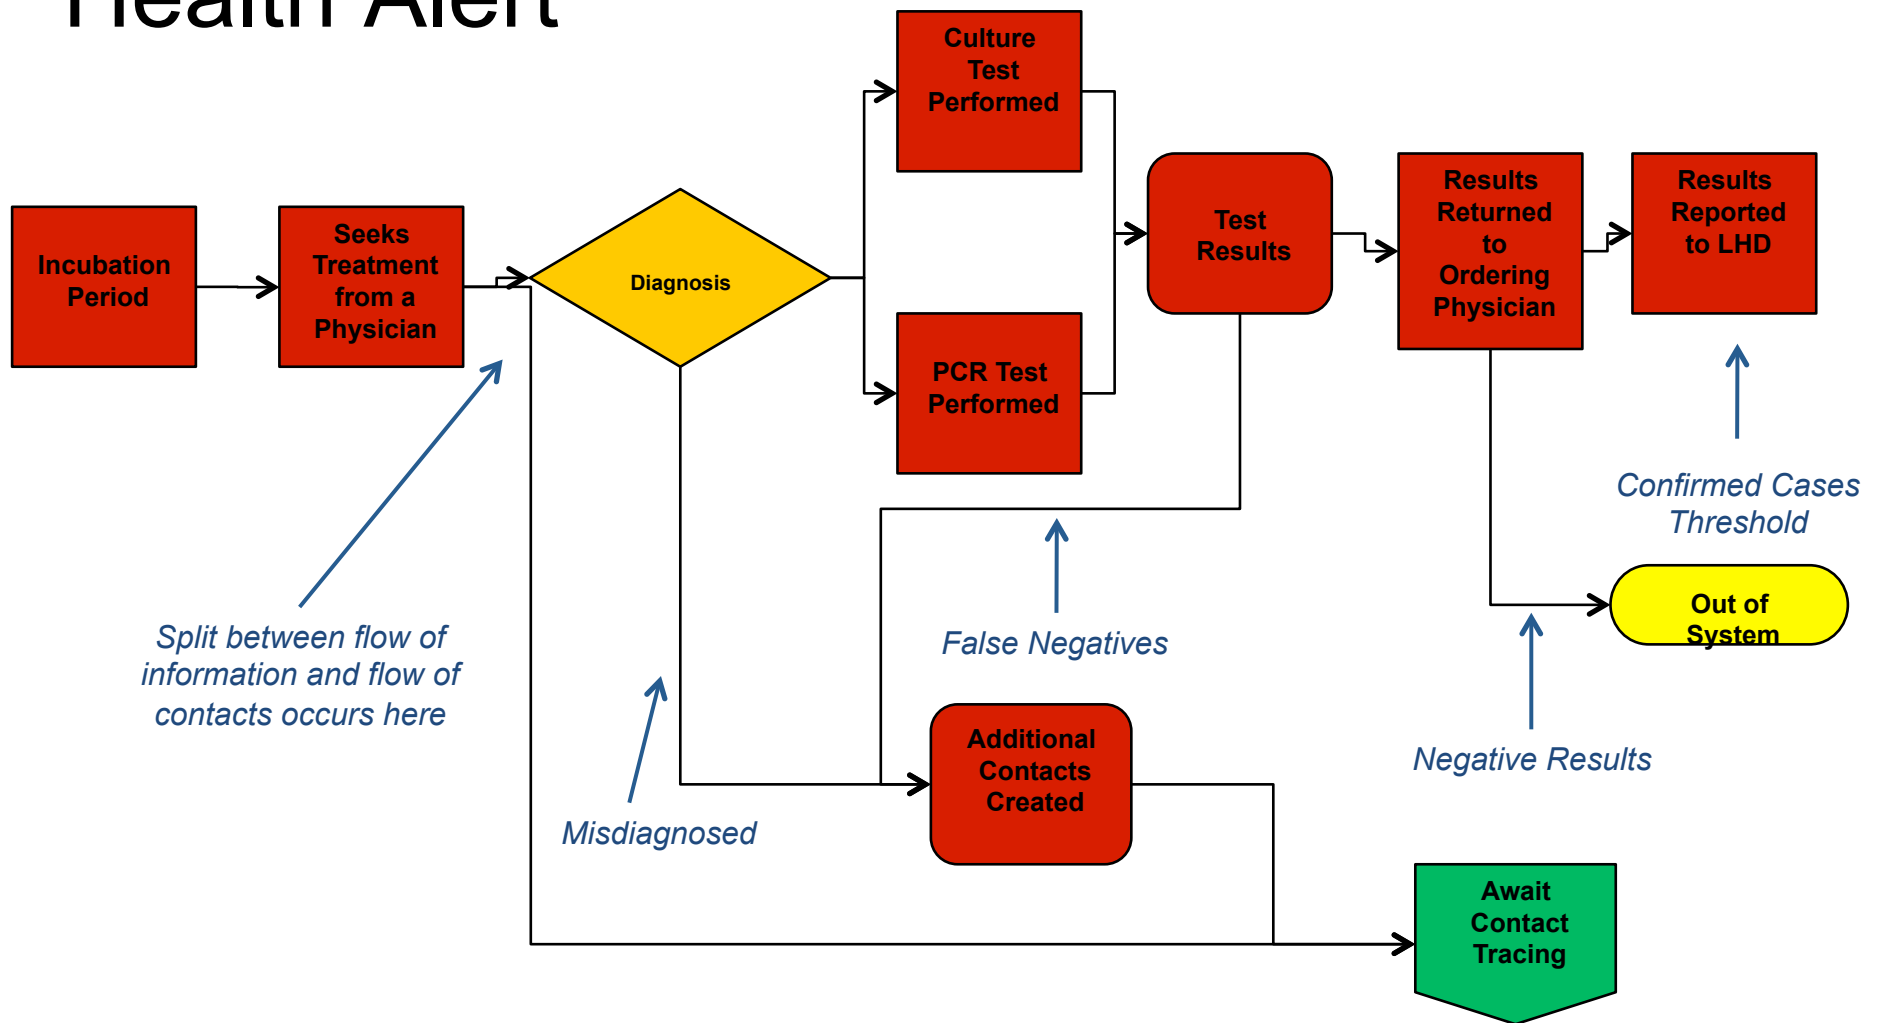 Health Alert
Culture
Test
Performed
Incubation
Period
Seeks
Treatment
from a
Physician
Diagnosis
PCR Test
Performed
Test
Results
Results
Returned
to
Ordering
Physician
Results
Reported
to LHD
Confirmed Cases
Threshold
Out of
System
Split between flow of
information and flow of
contacts occurs here
False Negatives
Negative Results
Misdiagnosed
Additional
Contacts
Created
Await
Contact
Tracing